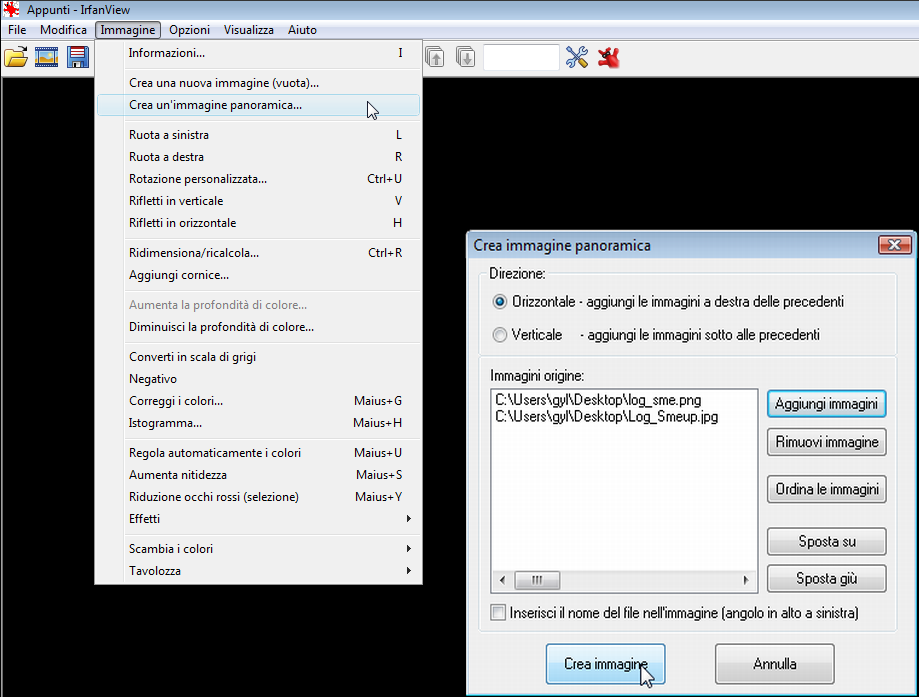 Appunti - IrfanView
File Modifica Immagine Opzioni Visualizza Aiuto
Informazioni... I
Crea una nuova immagine (vuota)...
Crea un'immagine panoramica...
Ruota a sinistra L
Ruota a destra R
Rotazione personalizzata... Ctrl+U
Rifletti in verticale V
Rifletti in orizzontale H
Ridimensiona/ricalcola... Ctrl+R
Aggiungi cornice...
Aumenta la profondità di colore...
Diminuisci la profondità di colore...
Converti in scala di grigi
Negativo
Correggi i colori... Maius+G
Istogramma... Maius+H
Regola automaticamente i colori Maius+U
Aumenta nitidezza Maius+S
Riduzione occhi rossi (selezione) Maius+Y
Effetti
Scambia i colori
Tavolozza
Crea immagine panoramica
Direzione:
Orizzontale - aggiungi le immagini a destra delle precedenti
Verticale - aggiungi le immagini sotto alle precedenti
Immagini origine:
C:\Users\gyl\Desktop\log_sme.png
C:\Users\gyl\Desktop\Log_Smeup.jpg
Aggiungi immagini
Rimuovi immagine
Ordina le immagini
Sposta su
Sposta giù
Inserisci il nome del file nell'immagine (angolo in alto a sinistra)
Crea immagine
Annulla